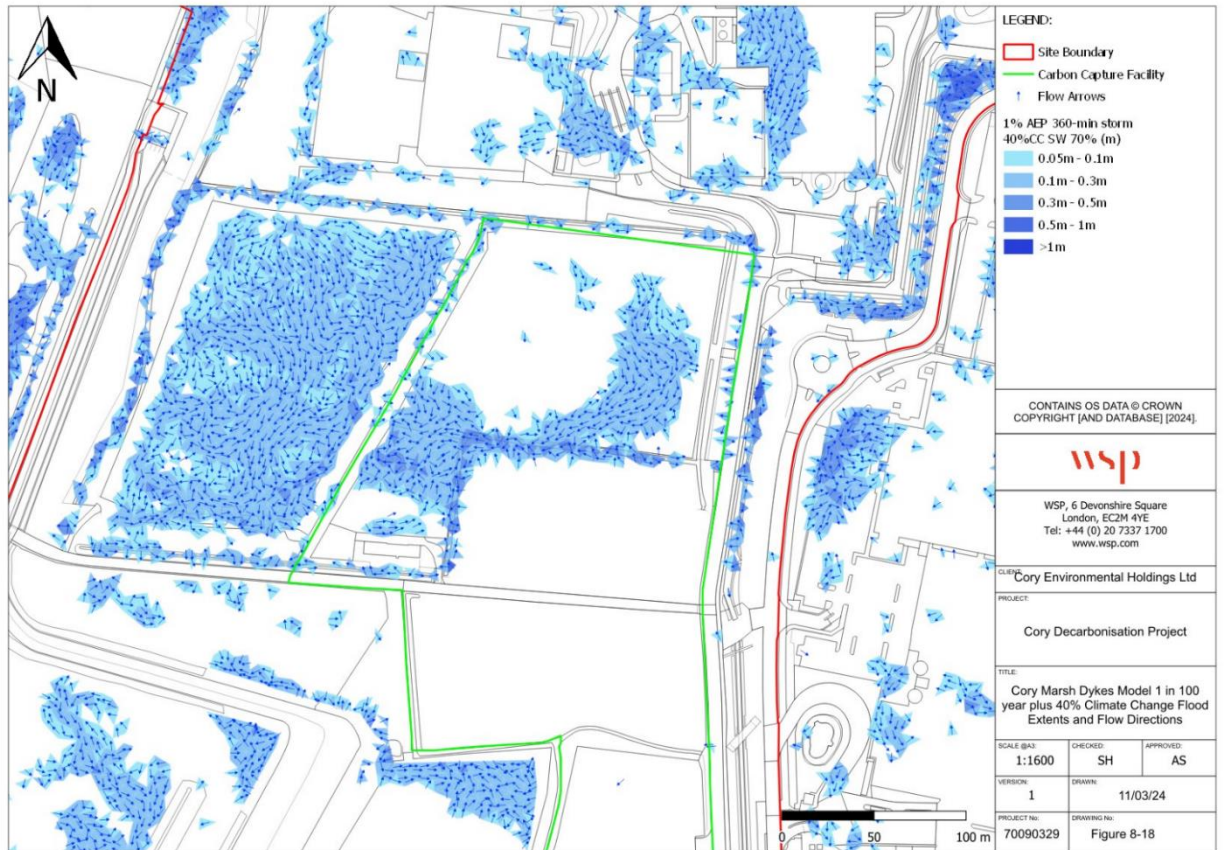 N
LEGEND:
Site Boundary
Carbon Capture Facility
Flow Arrows
1% AEP 360-min storm
40%CC SW 70% (m)
0.05m - 0.1m
0.1m - 0.3m
0.3m - 0.5m
0.5m - 1m
>1m
CONTAINS OS DATA © CROWN
COPYRIGHT [AND DATABASE] [2024].
wsp
WSP, 6 Devonshire Square
London, EC2M 4YE
Tel: +44 (0) 20 7337 1700
www.wsp.com
CLIENT:
Cory Environmental Holdings Ltd
PROJECT:
Cory Decarbonisation Project
TITLE:
Cory Marsh Dykes Model 1 in 100
year plus 40% Climate Change Flood
Extents and Flow Directions
SCALE @A3: CHECKED: APPROVED:
1:1600 SH AS
VERSION: DRAWN:
1 11/03/24
PROJECT No: DRAWING No:
70090329 Figure 8-18
0 50 100 m